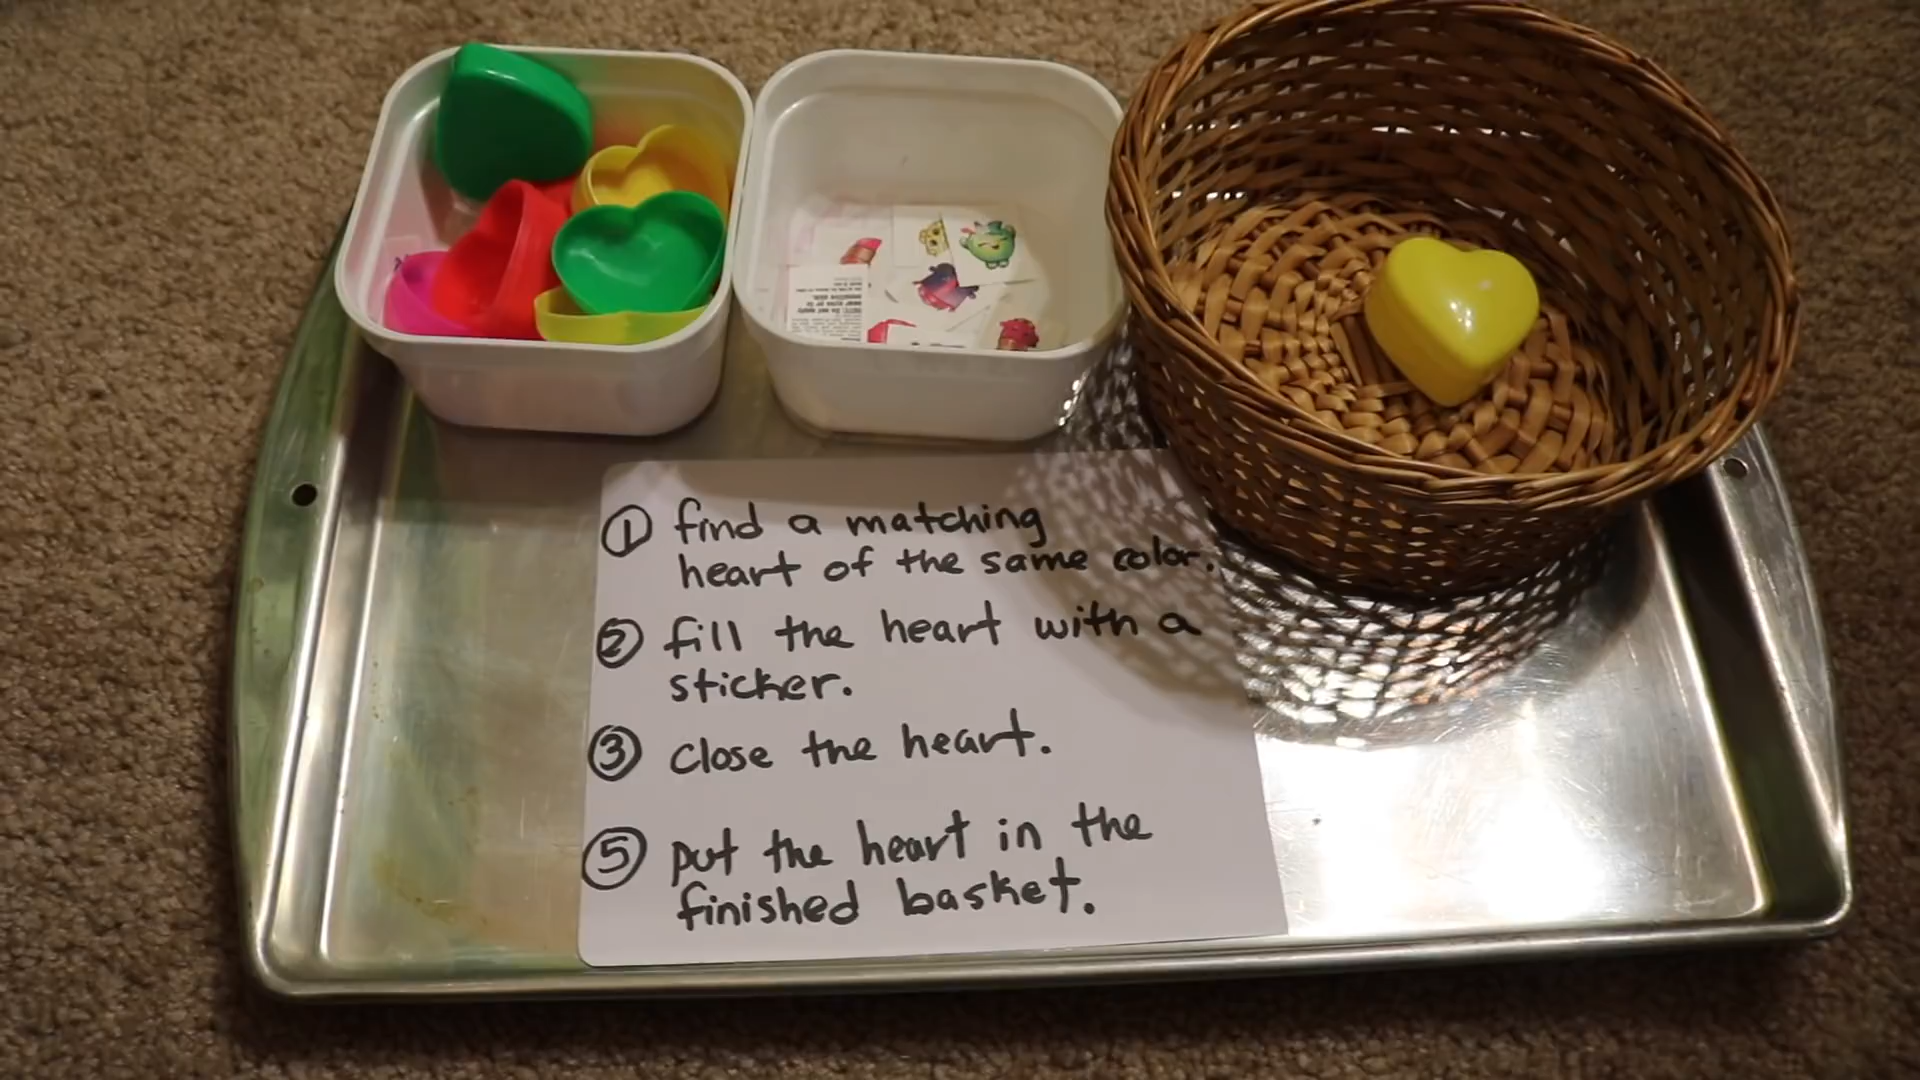 ① find a matching
heart of the same color.
② fill the heart with a
sticker.
③ close the heart.
⑤ put the heart in the
finished basket.